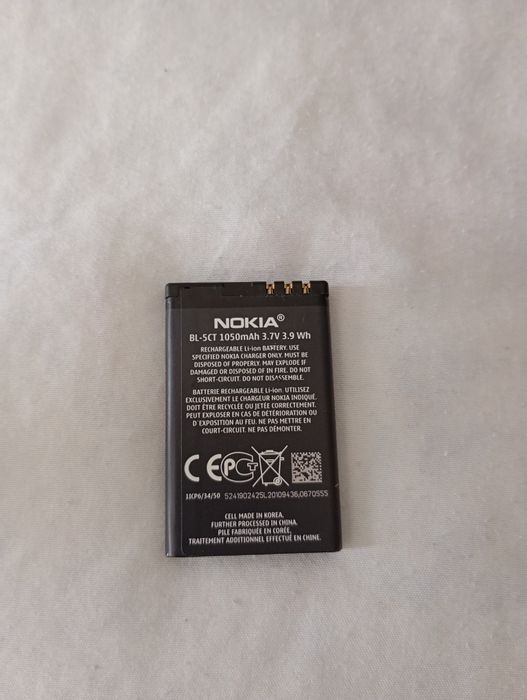 NOKIA®
BL-5CT 1050mAh 3.7V 3.9 Wh
RECHARGEABLE Li-ion BATTERY. USE
SPECIFIED NOKIA CHARGER ONLY. MUST BE
DISPOSED OF PROPERLY. MAY EXPLODE IF
DAMAGED OR DISPOSED OF IN FIRE. DO NOT
SHORT-CIRCUIT. DO NOT DISASSEMBLE.
BATTERIE RECHARGEABLE Li-ion. UTILISEZ
EXCLUSIVEMENT LE CHARGEUR NOKIA INDIQUÉ.
DOIT ÊTRE RECYCLÉE OU JETÉE CORRECTEMENT.
PEUT EXPLOSER EN CAS DE DÉTÉRIORATION OU
D'EXPOSITION AU FEU. NE PAS METTRE EN
COURT-CIRCUIT. NE PAS DÉMONTER.
CE PCT
1ICP6/34/50 5241902425L20109436,0670SSS
CELL MADE IN KOREA.
FURTHER PROCESSED IN CHINA.
PILE FABRIQUÉE EN CORÉE.
TRAITEMENT ADDITIONNEL EFFECTUÉ EN CHINE.